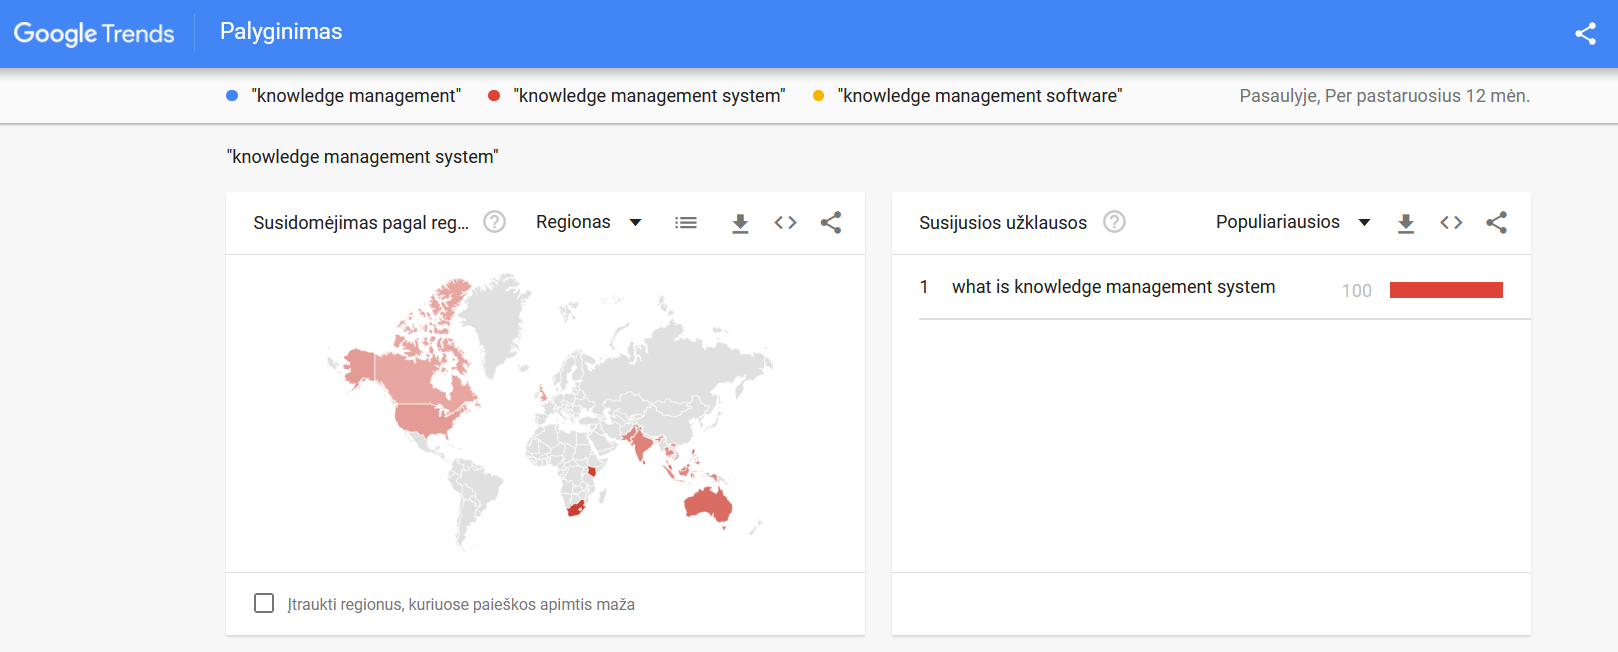 Google Trends
Palyginimas
"knowledge management"
"knowledge management system"
"knowledge management software"
Pasaulyje, Per pastaruosius 12 mėn.
"knowledge management system"
Susidomėjimas pagal reg...
Regionas
Susijusios užklausos
Populiariausios
1 what is knowledge management system 100
Įtraukti regionus, kuriuose paieškos apimtis maža